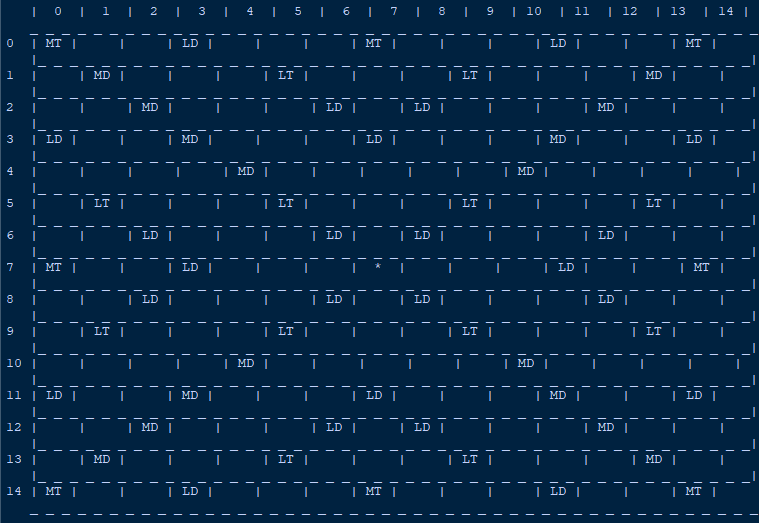 | 0 | 1 | 2 | 3 | 4 | 5 | 6 | 7 | 8 | 9 | 10 | 11 | 12 | 13 | 14 |
0 | MT |     |     | LD |     |     |     | MT |     |     |     | LD |     |     | MT |
1 |     | MD |     |     |     | LT |     |     |     | LT |     |     |     | MD |     |
2 |     |     | MD |     |     |     | LD |     | LD |     |     |     | MD |     |     |
3 | LD |     |     | MD |     |     |     | LD |     |     |     | MD |     |     | LD |
4 |     |     |     |     | MD |     |     |     |     |     | MD |     |     |     |     |
5 |     | LT |     |     |     | LT |     |     |     | LT |     |     |     | LT |     |
6 |     |     | LD |     |     |     | LD |     | LD |     |     |     | LD |     |     |
7 | MT |     |     | LD |     |     |     | * |     |     |     | LD |     |     | MT |
8 |     |     | LD |     |     |     | LD |     | LD |     |     |     | LD |     |     |
9 |     | LT |     |     |     | LT |     |     |     | LT |     |     |     | LT |     |
10 |     |     |     |     | MD |     |     |     |     |     | MD |     |     |     |     |
11 | LD |     |     | MD |     |     |     | LD |     |     |     | MD |     |     | LD |
12 |     |     | MD |     |     |     | LD |     | LD |     |     |     | MD |     |     |
13 |     | MD |     |     |     | LT |     |     |     | LT |     |     |     | MD |     |
14 | MT |     |     | LD |     |     |     | MT |     |     |     | LD |     |     | MT |